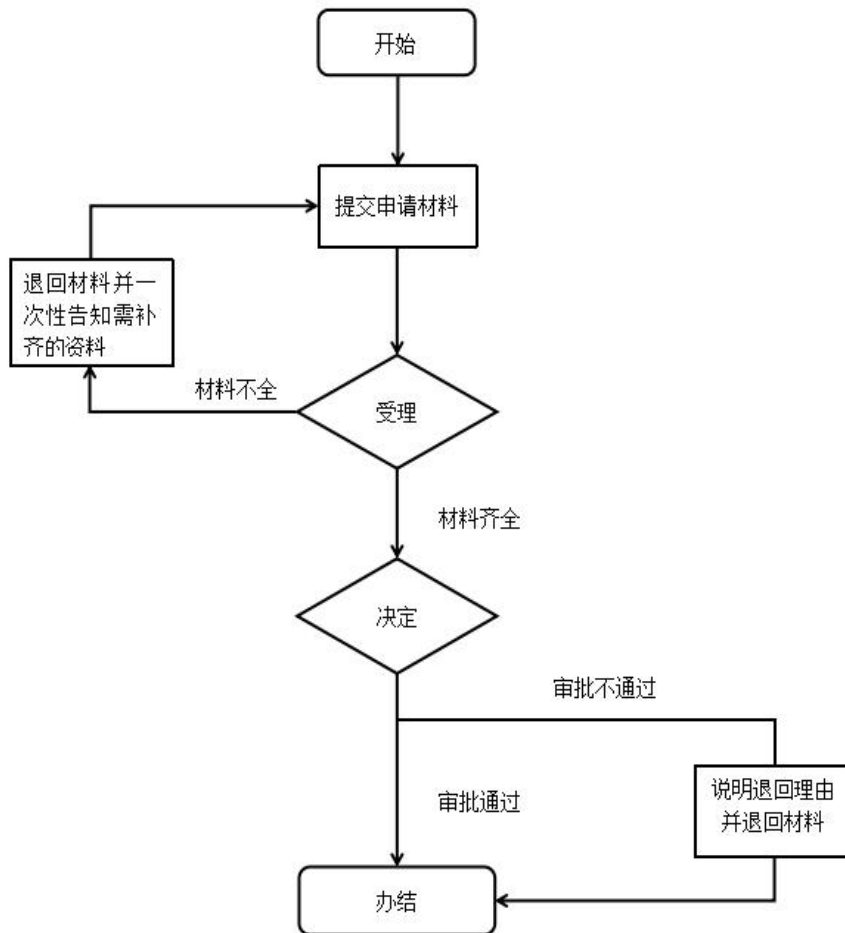 开始
提交申请材料
退回材料并一
次性告知需补
齐的资料
材料不全
受理
材料齐全
决定
审批不通过
审批通过
说明退回理由
并退回材料
办结